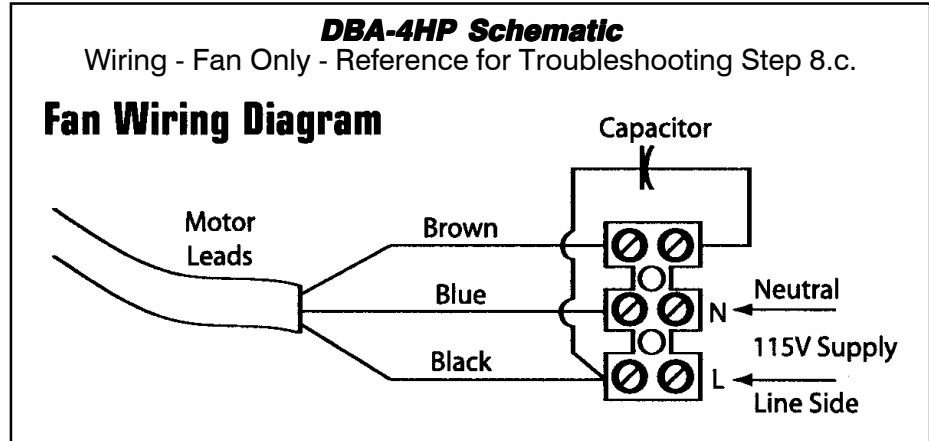 DBA-4HP Schematic
Wiring - Fan Only - Reference for Troubleshooting Step 8.c.
Fan Wiring Diagram
Capacitor
Motor
Leads
Brown
Blue
Black
N
Neutral
115V Supply
L
Line Side